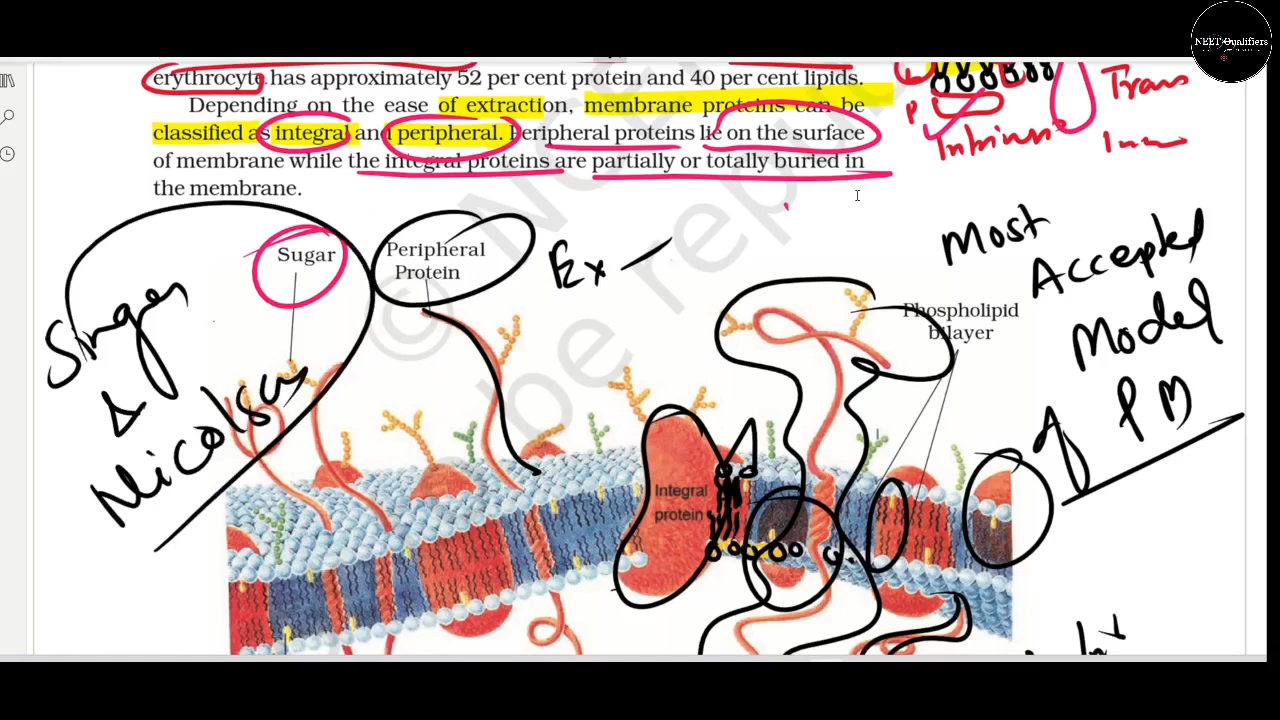 NEET Qualifiers
erythrocyte has approximately 52 per cent protein and 40 per cent lipids.
Depending on the ease of extraction, membrane proteins can be
classified as integral and peripheral. Peripheral proteins lie on the surface
of membrane while the integral proteins are partially or totally buried in
the membrane.
Trans
Sugar
Peripheral
Protein
Ex –
Most
Accepted
Model
of PM
Singer
&
Nicolson
Phospholipid
bilayer
Integral
protein